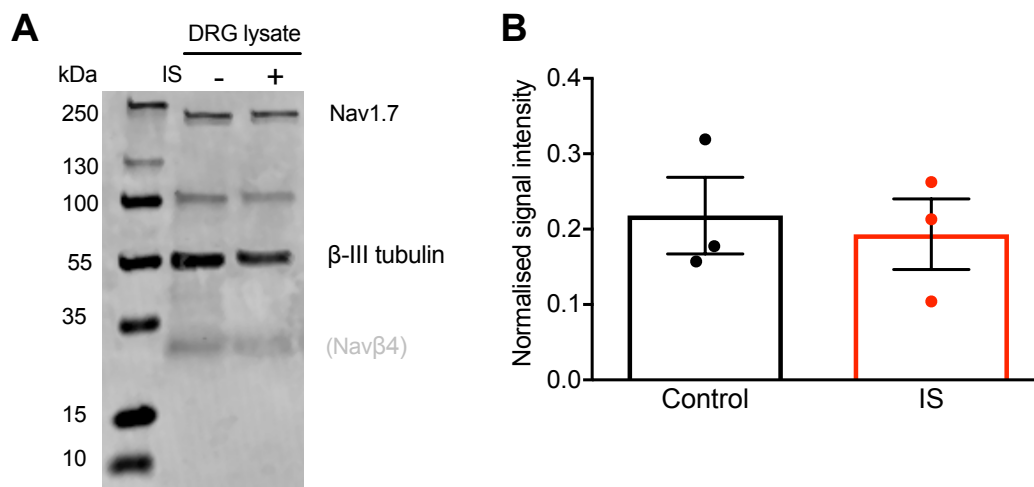 A
DRG lysate
kDa IS - +
250
130
100
55
35
15
10
Nav1.7
β-III tubulin
(Navβ4)
B
Normalised signal intensity
0.4
0.3
0.2
0.1
0.0
Control IS